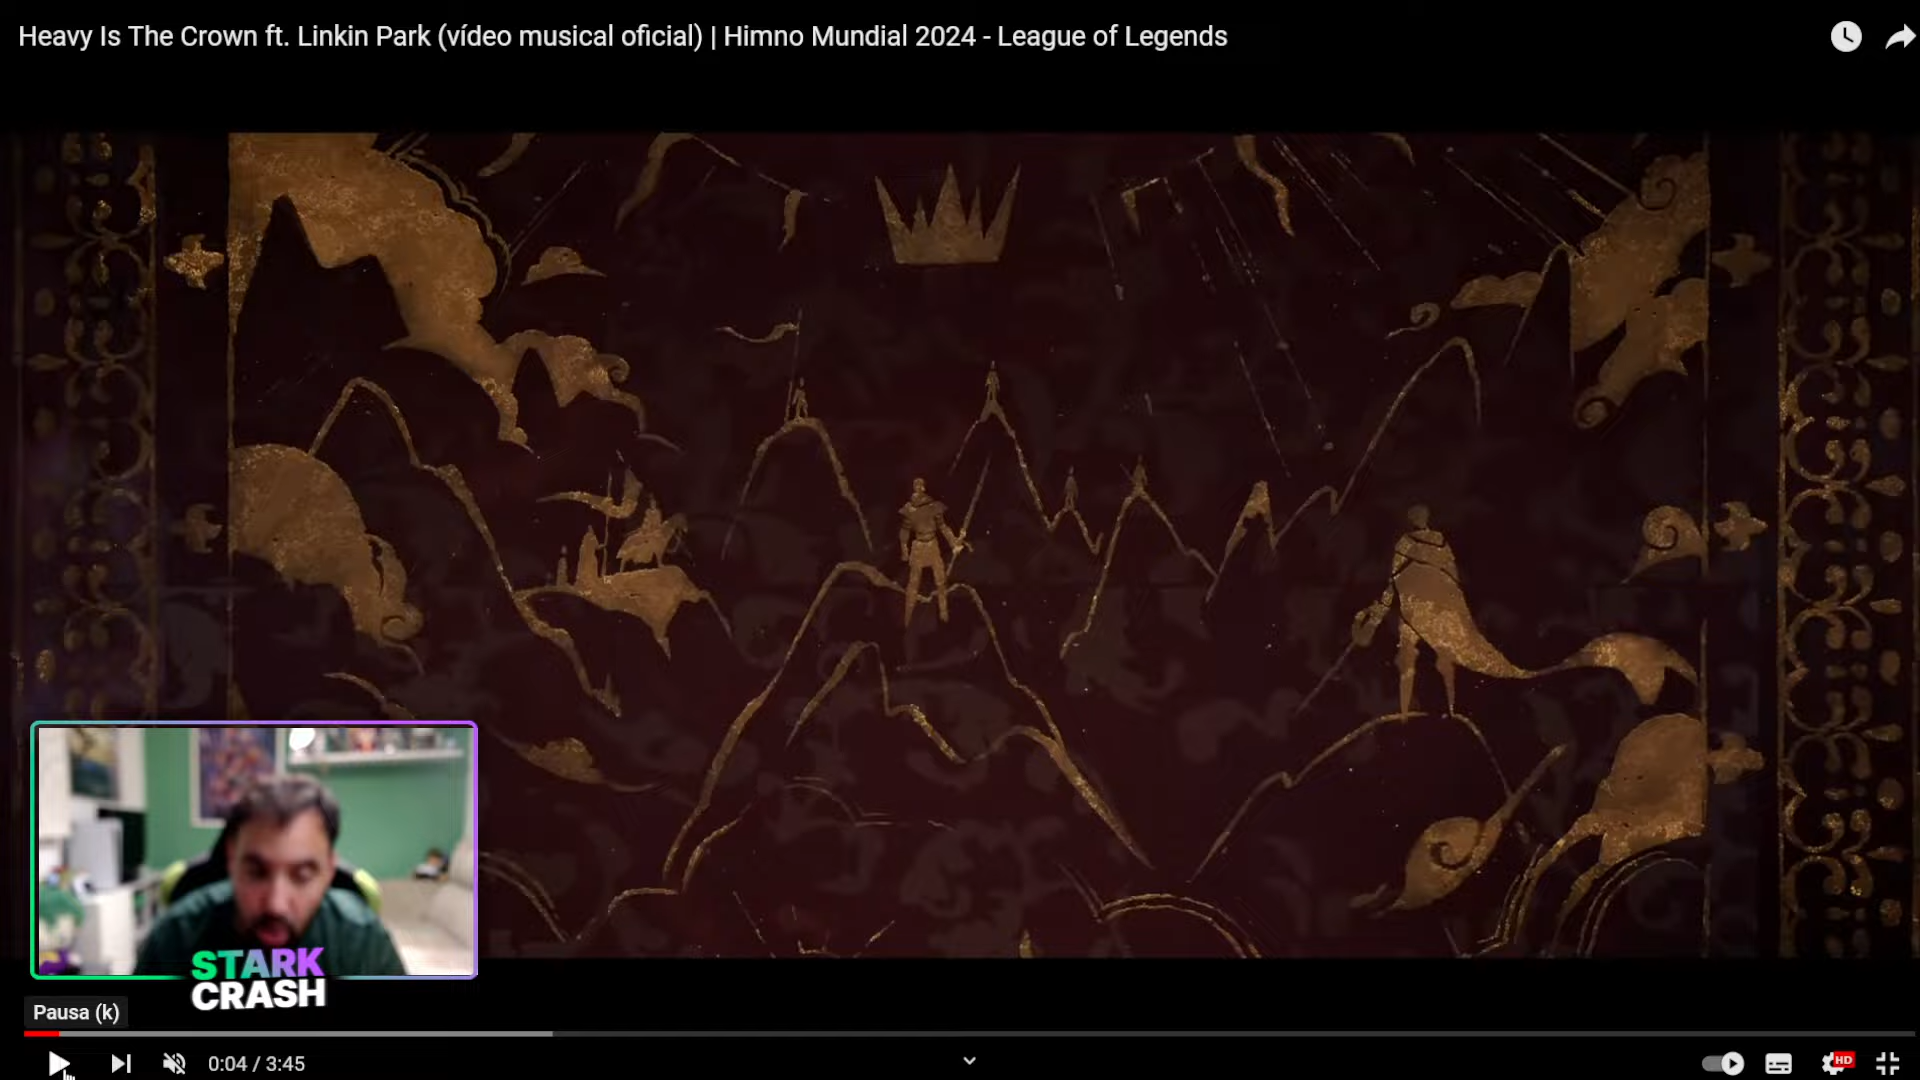 Heavy Is The Crown ft. Linkin Park (vídeo musical oficial) | Himno Mundial 2024 - League of Legends
STARK
CRASH
Pausa (k)
0:04 / 3:45
HD